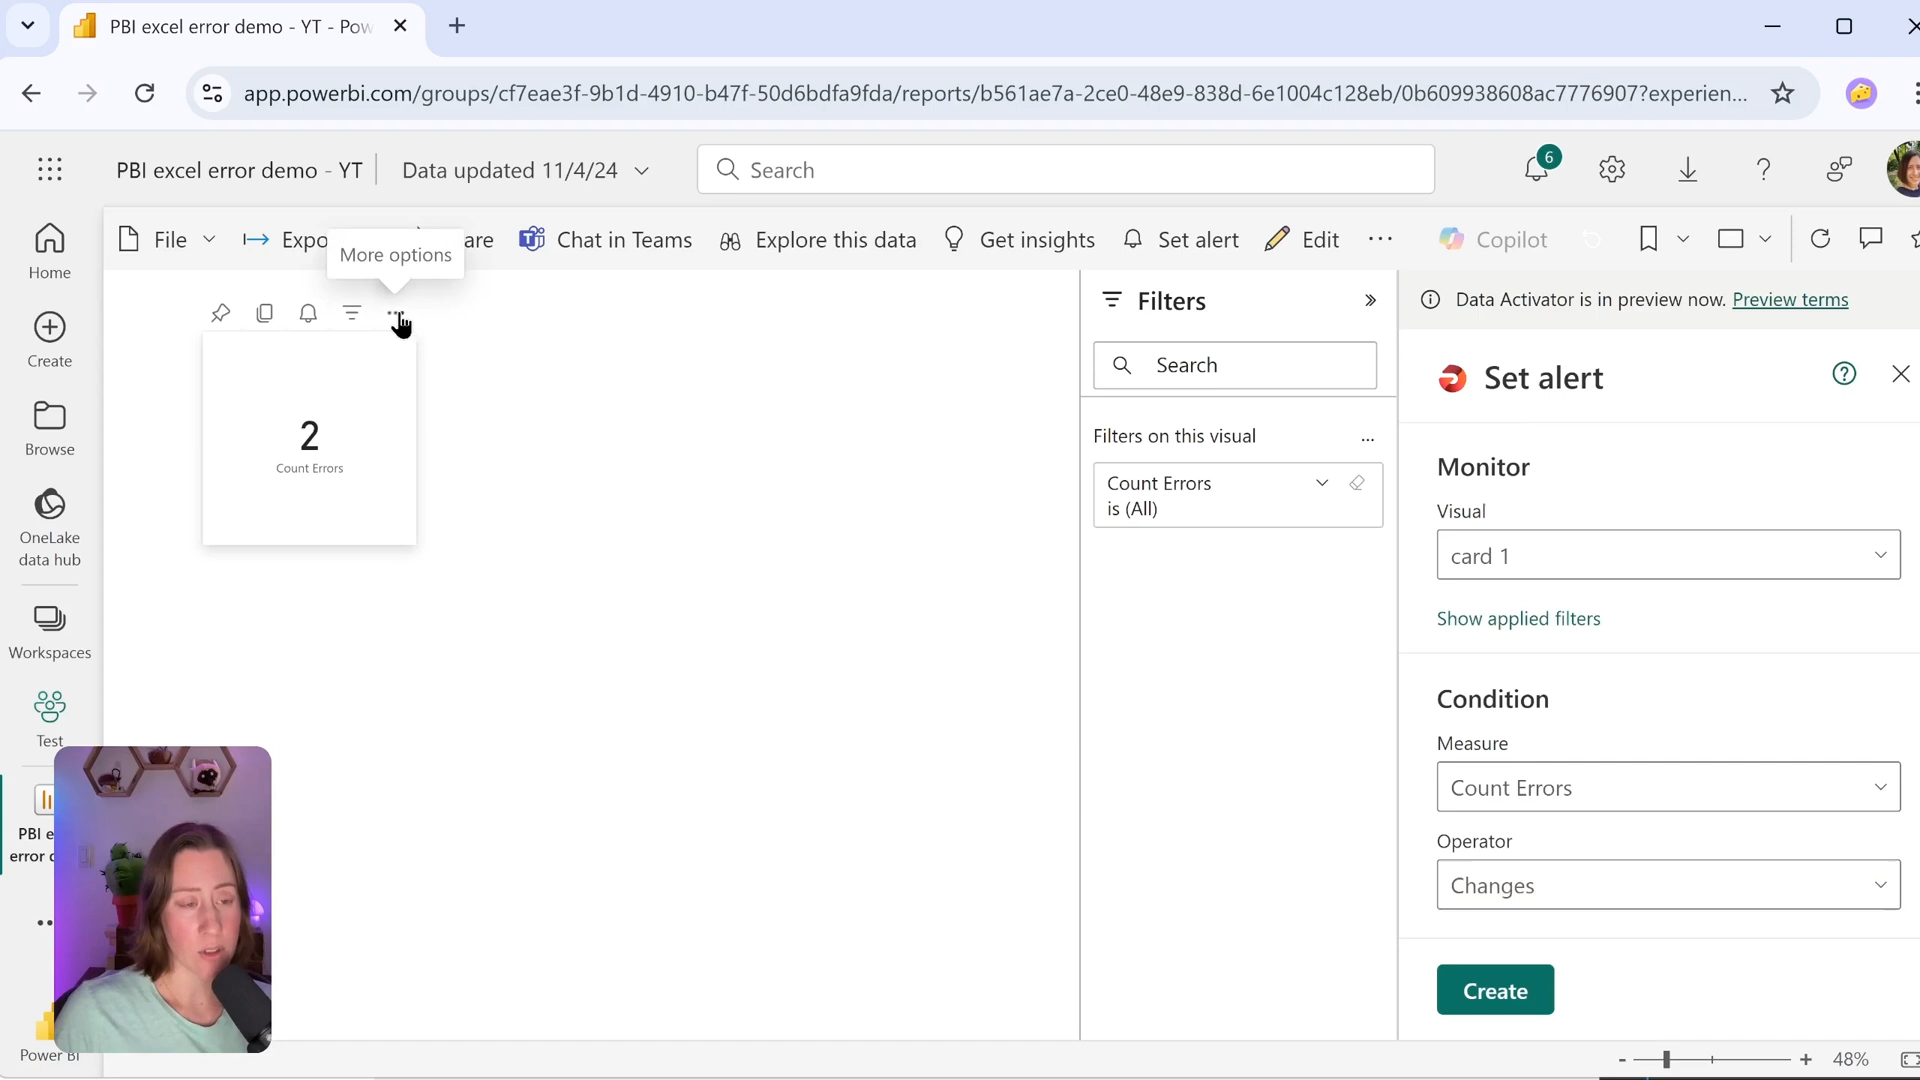 PBI excel error demo - YT - Pow
app.powerbi.com/groups/cf7eae3f-9b1d-4910-b47f-50d6bdfa9fda/reports/b561ae7a-2ce0-48e9-838d-6e1004c128eb/0b609938608ac7776907?experien...
PBI excel error demo - YT
Data updated 11/4/24
Search
6
File
Expo
are
Chat in Teams
Explore this data
Get insights
Set alert
Edit
Copilot
More options
Home
Create
Browse
OneLake
data hub
Workspaces
Test
PBI e
error
Power BI
2
Count Errors
Filters
Search
Filters on this visual
Count Errors
is (All)
Data Activator is in preview now. Preview terms
Set alert
Monitor
Visual
card 1
Show applied filters
Condition
Measure
Count Errors
Operator
Changes
Create
- + 48%